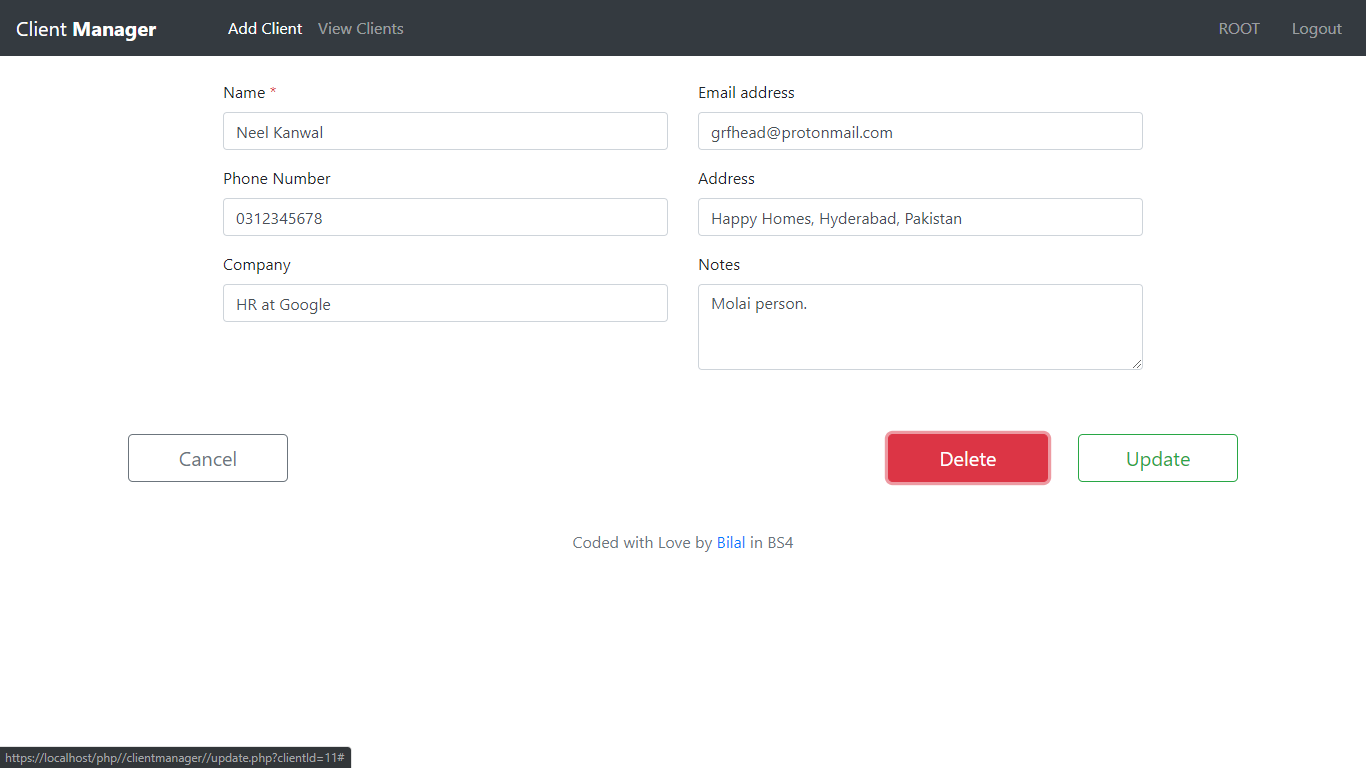 Client Manager Add Client View Clients ROOT Logout
Name *
Neel Kanwal
Email address
grfhead@protonmail.com
Phone Number
0312345678
Address
Happy Homes, Hyderabad, Pakistan
Company
HR at Google
Notes
Molai person.
Cancel Delete Update
Coded with Love by Bilal in BS4
https://localhost/php//clientmanager//update.php?clientId=11#